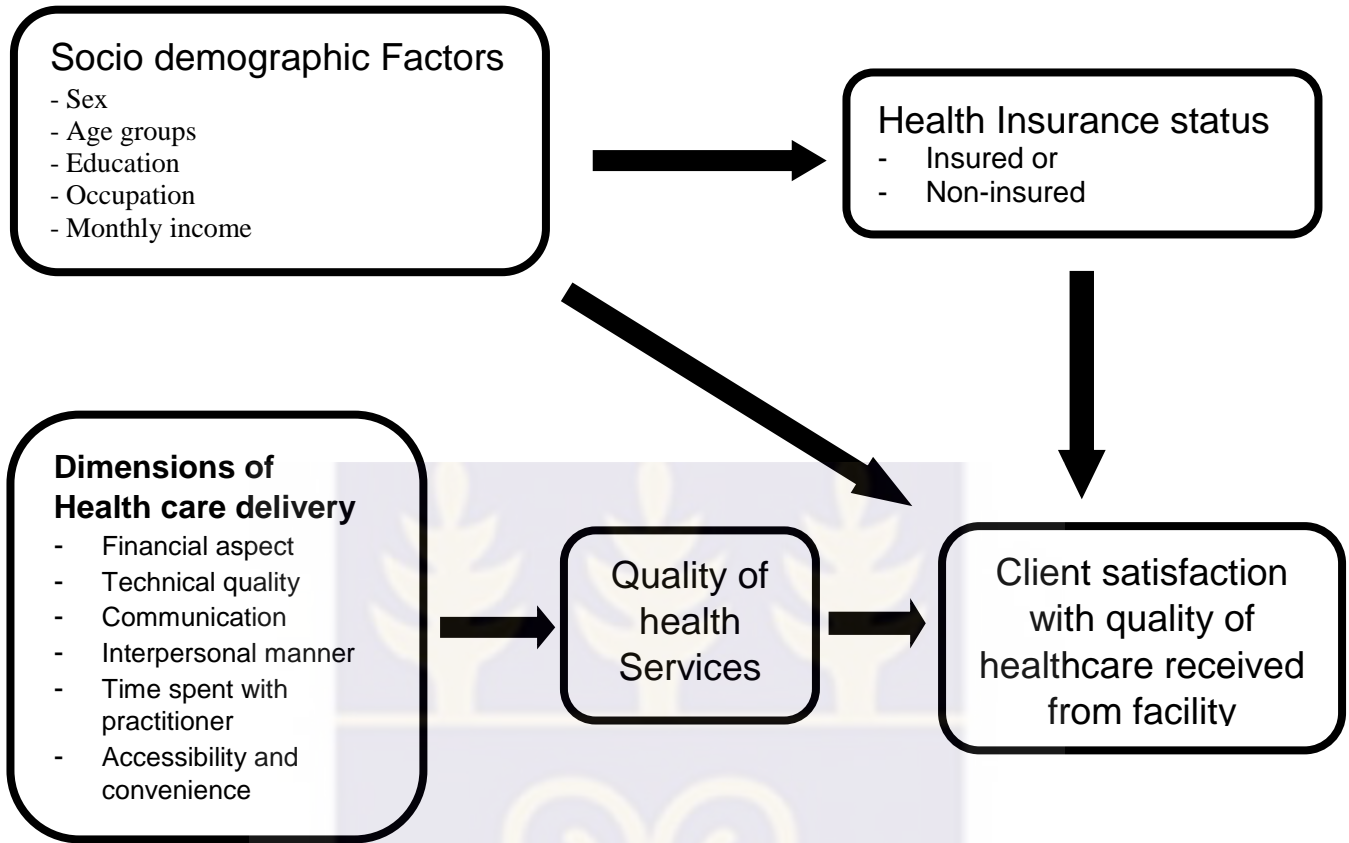 Socio demographic Factors
- Sex
- Age groups
- Education
- Occupation
- Monthly income
Health Insurance status
- Insured or
- Non-insured
Dimensions of
Health care delivery
- Financial aspect
- Technical quality
- Communication
- Interpersonal manner
- Time spent with
practitioner
- Accessibility and
convenience
Quality of
health
Services
Client satisfaction
with quality of
healthcare received
from facility